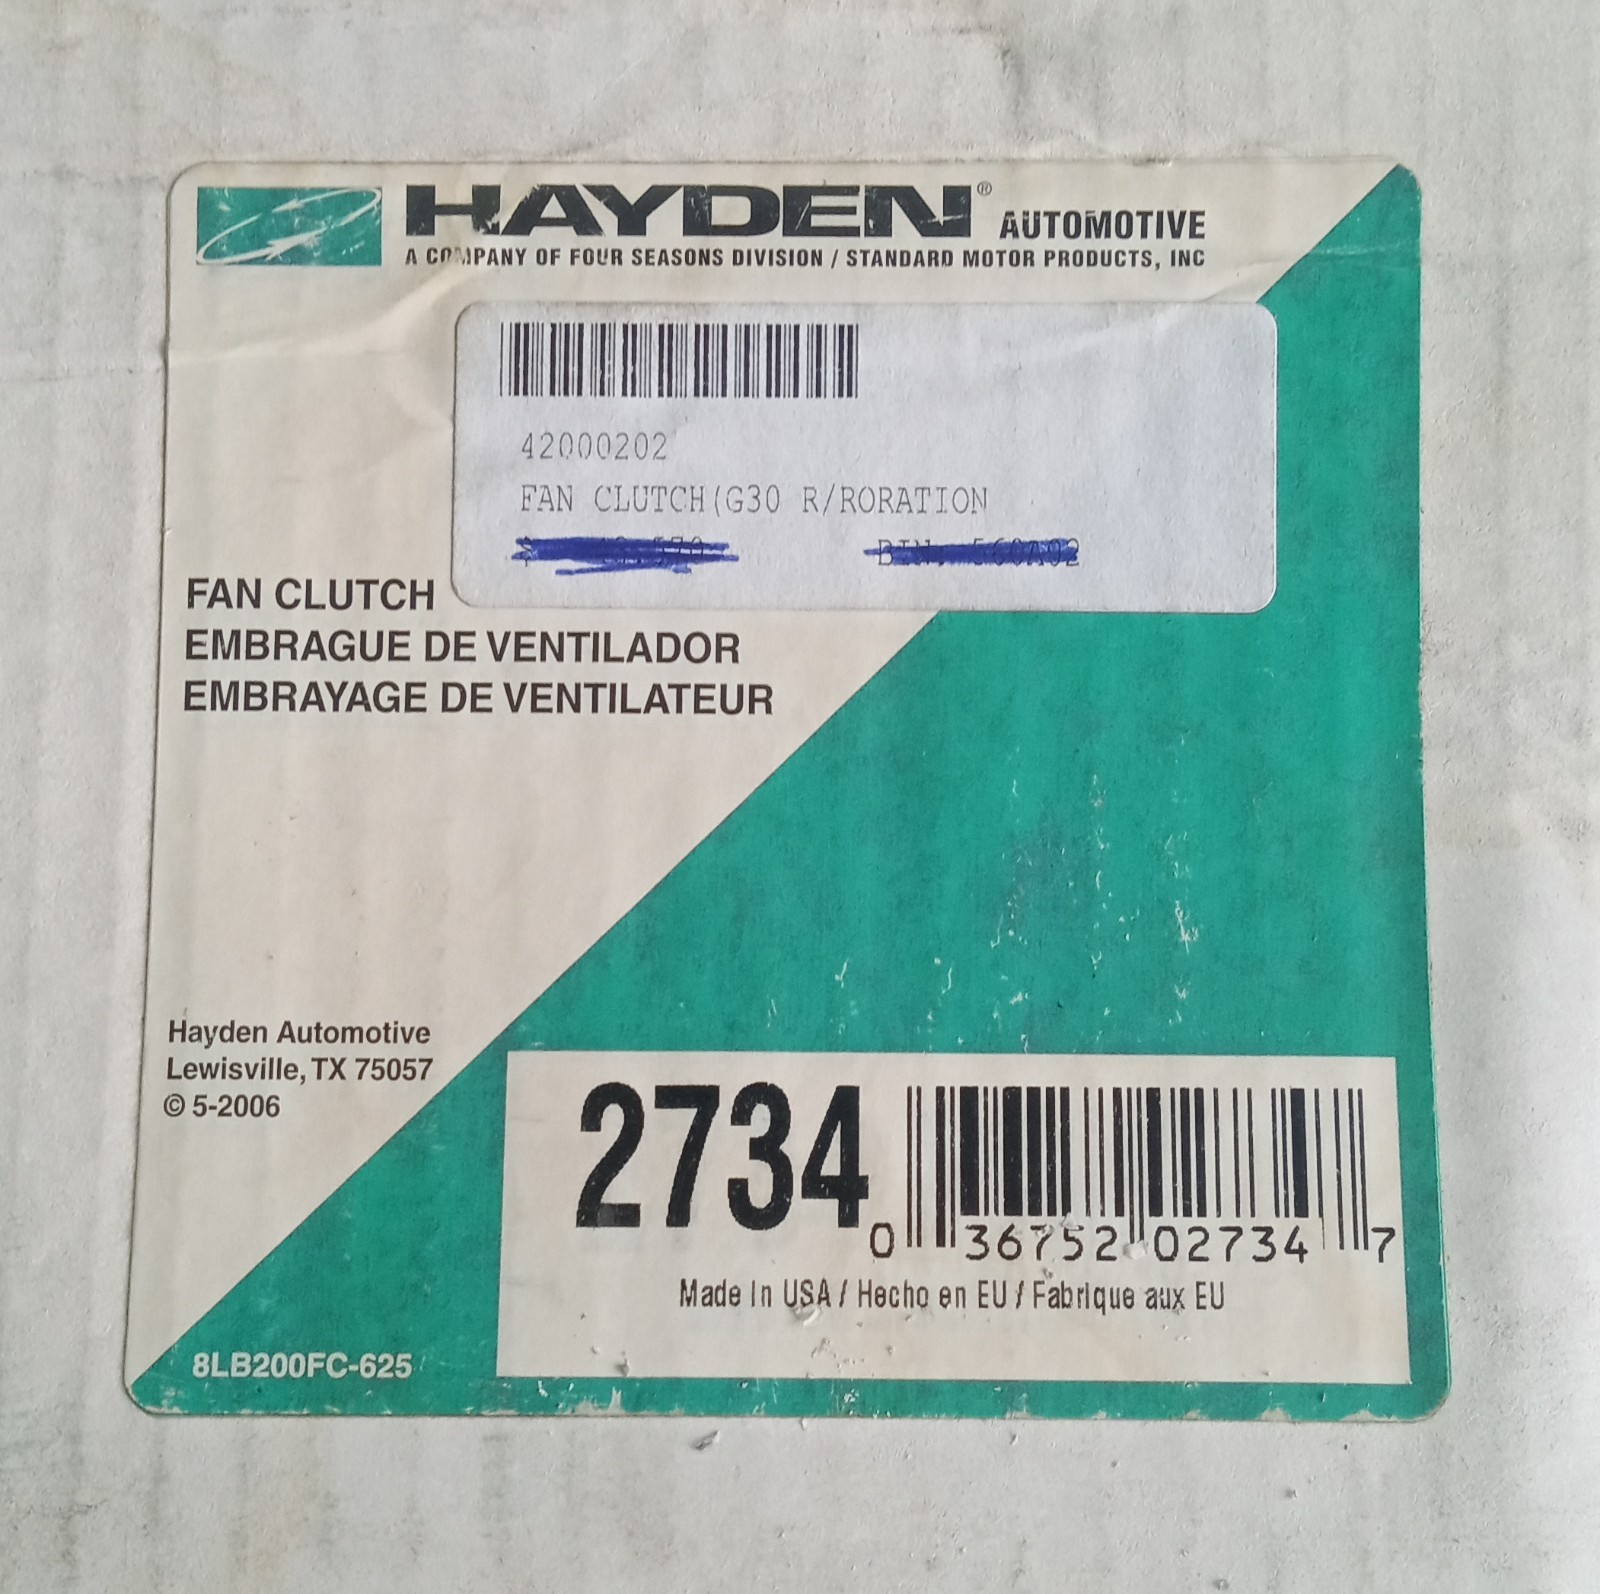 HAYDEN® AUTOMOTIVE
A COMPANY OF FOUR SEASONS DIVISION / STANDARD MOTOR PRODUCTS, INC
42000202
FAN CLUTCH(G30 R/RORATION
FAN CLUTCH
EMBRAGUE DE VENTILADOR
EMBRAYAGE DE VENTILATEUR
Hayden Automotive
Lewisville, TX 75057
© 5-2006
2734
0 36752 02734 7
Made In USA / Hecho en EU / Fabrique aux EU
8LB200FC-625